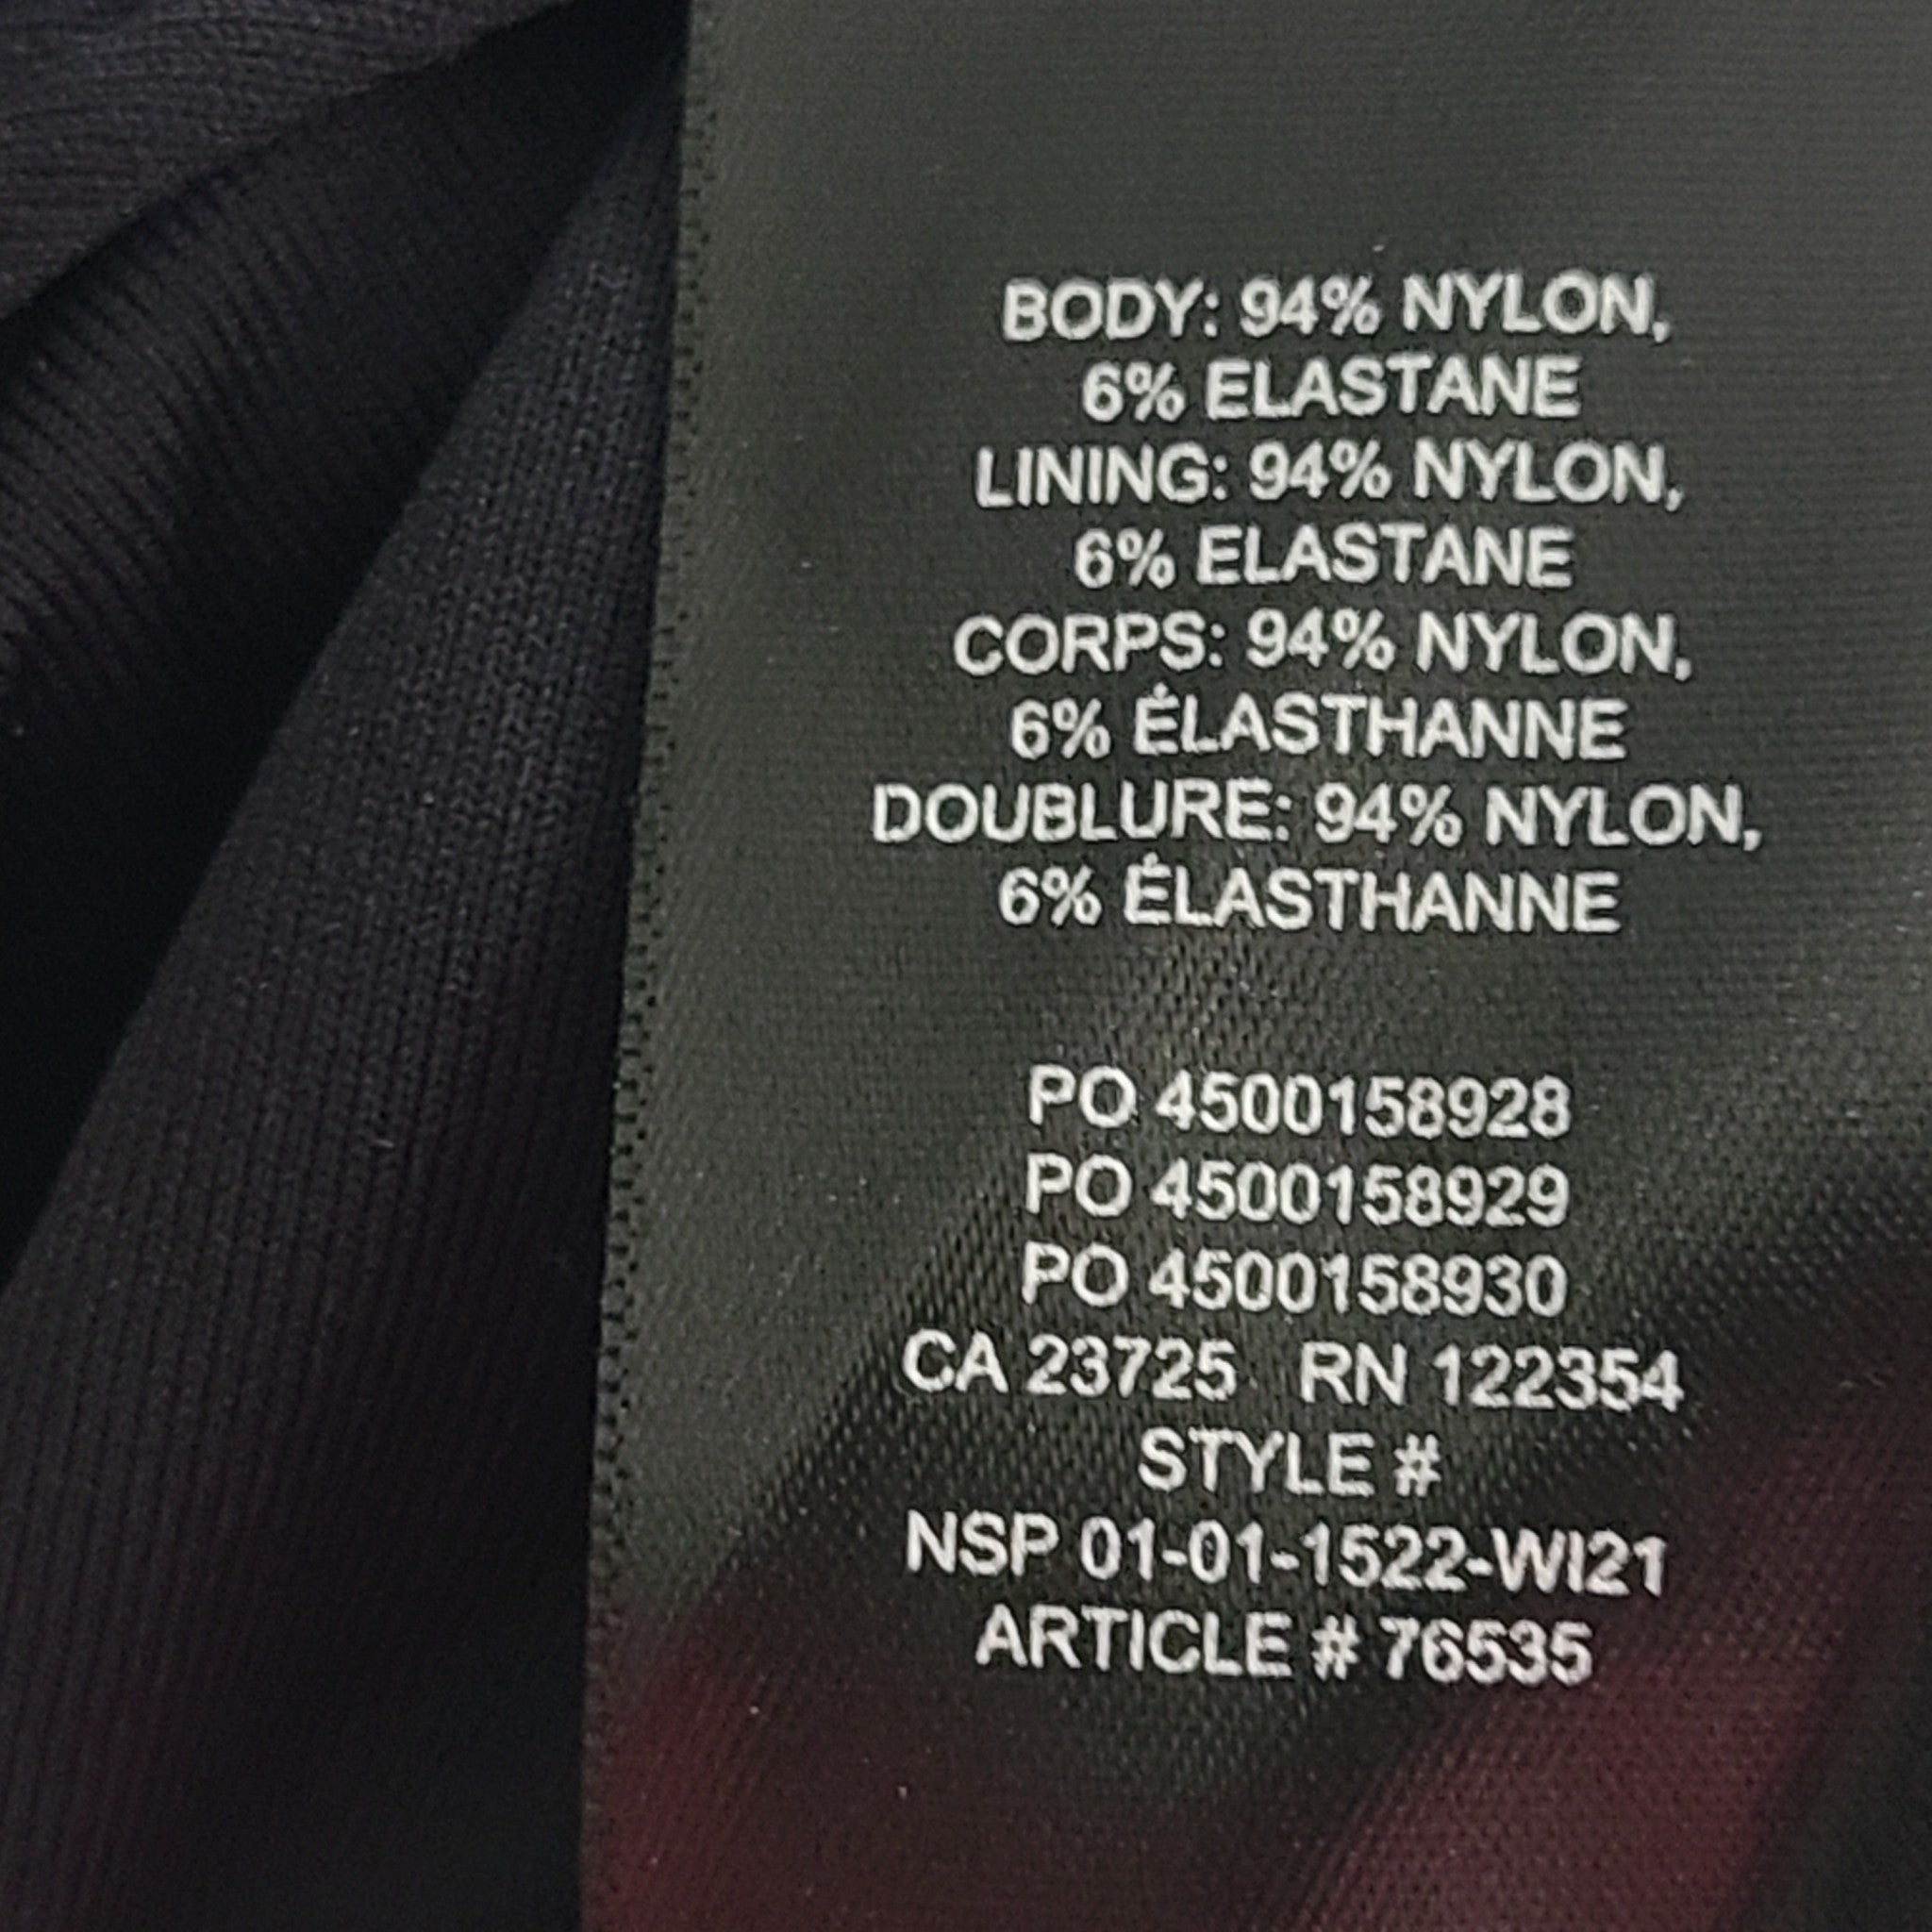 BODY: 94% NYLON,
6% ELASTANE
LINING: 94% NYLON,
6% ELASTANE
CORPS: 94% NYLON,
6% ÉLASTHANNE
DOUBLURE: 94% NYLON,
6% ÉLASTHANNE
PO 4500158928
PO 4500158929
PO 4500158930
CA 23725 RN 122354
STYLE #
NSP 01-01-1522-WI21
ARTICLE # 76535